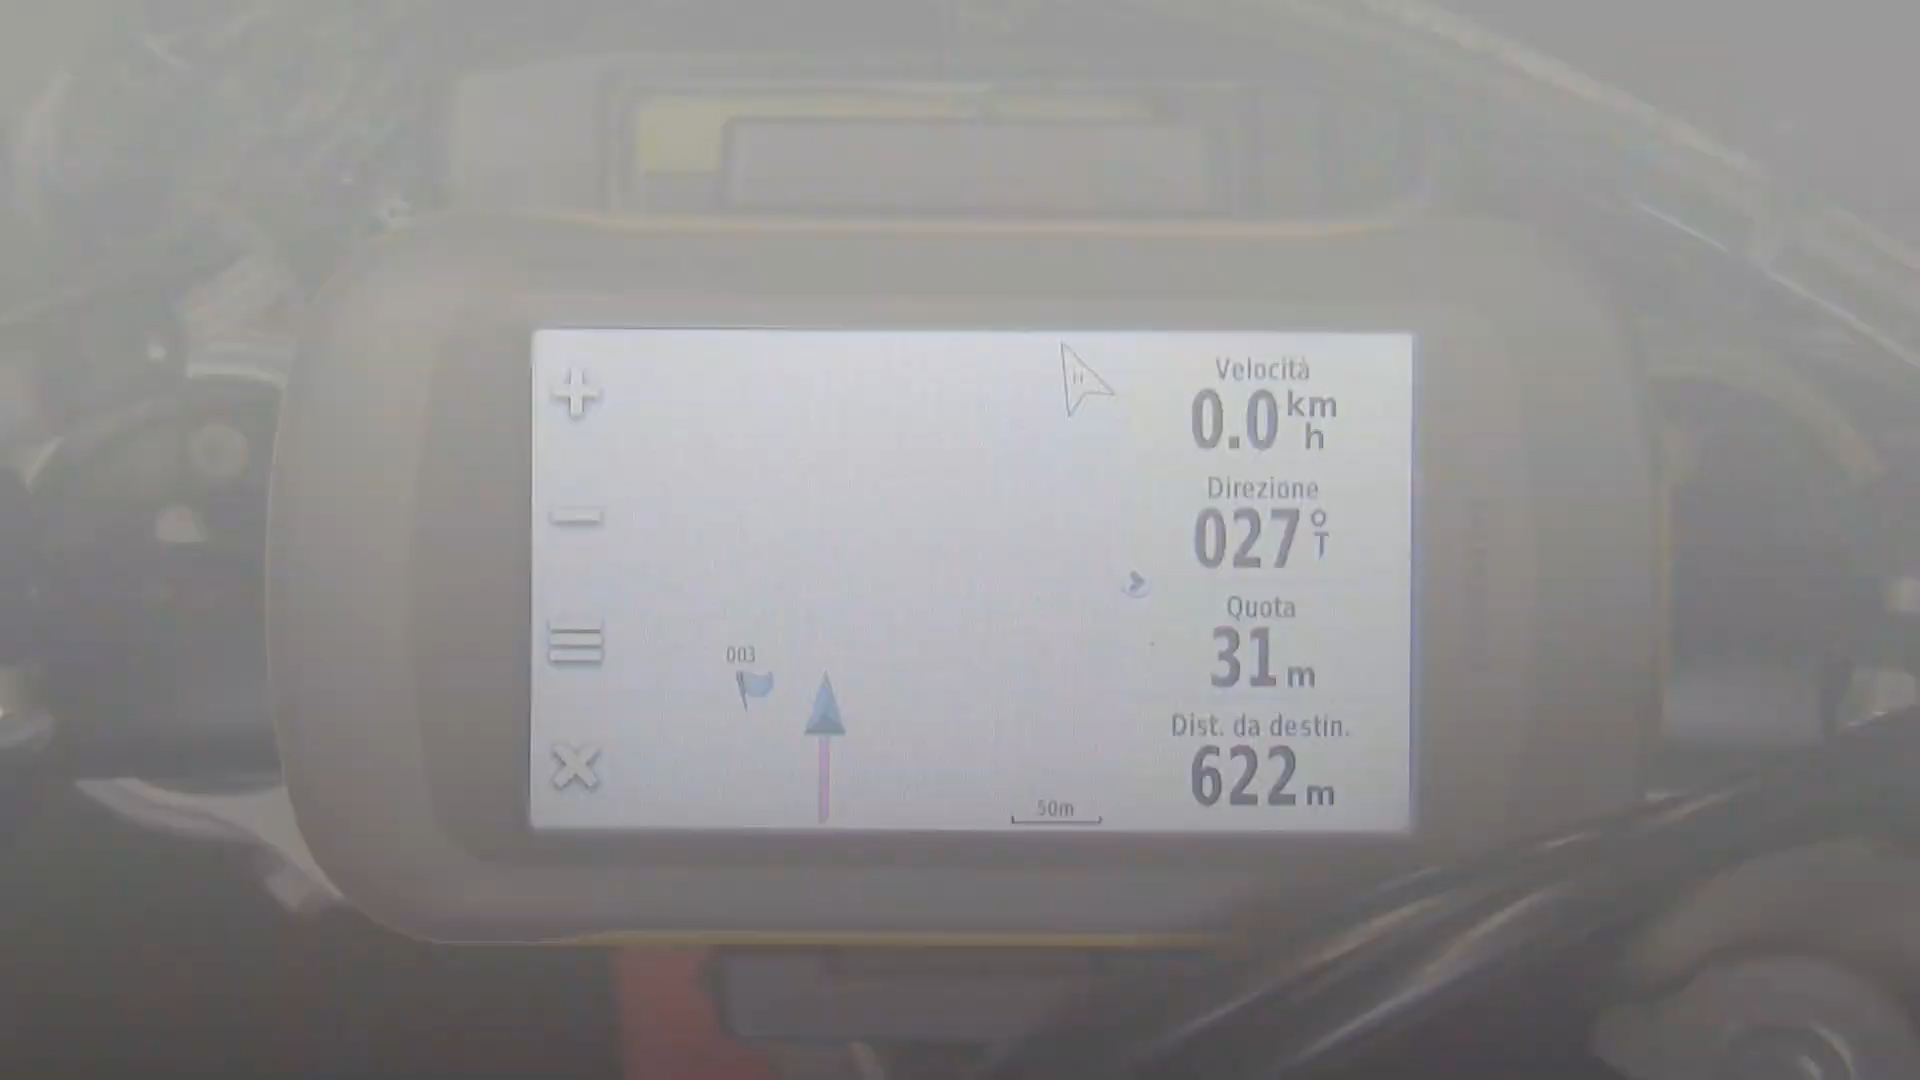 Velocità
0.0 km
h
Direzione
027 °
T
Quota
31 m
Dist. da destin.
622 m
003
50m